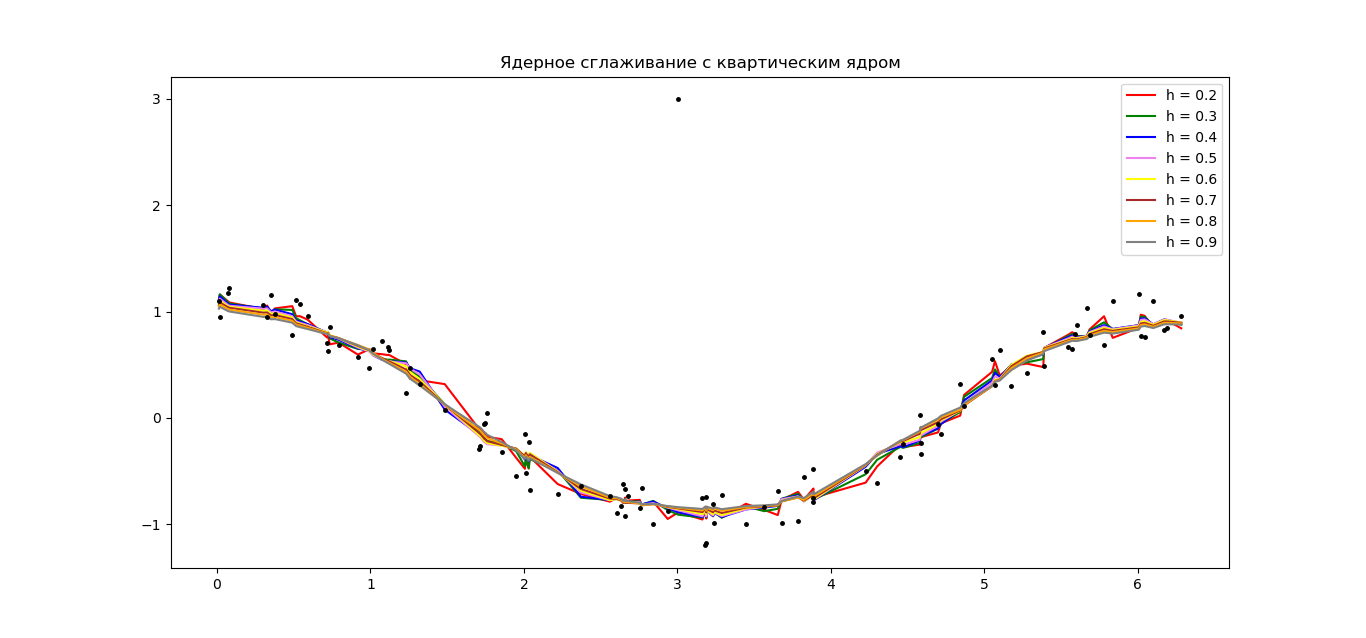 Ядерное сглаживание с квартическим ядром
3
2
1
0
−1
0
1
2
3
4
5
6
h = 0.2
h = 0.3
h = 0.4
h = 0.5
h = 0.6
h = 0.7
h = 0.8
h = 0.9